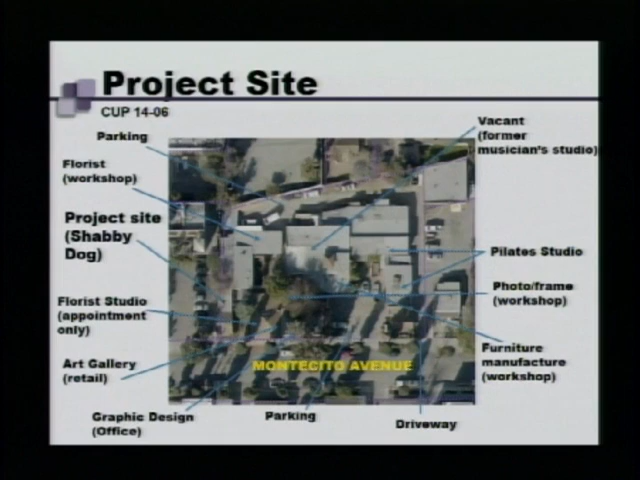 Project Site
CUP 14-06
Parking
Florist
(workshop)
Project site
(Shabby
Dog)
Florist Studio
(appointment
only)
Art Gallery
(retail)
Graphic Design
(Office)
Parking
Driveway
Vacant
(former
musician's studio)
Pilates Studio
Photo/frame
(workshop)
Furniture
manufacture
(workshop)
MONTECITO AVENUE